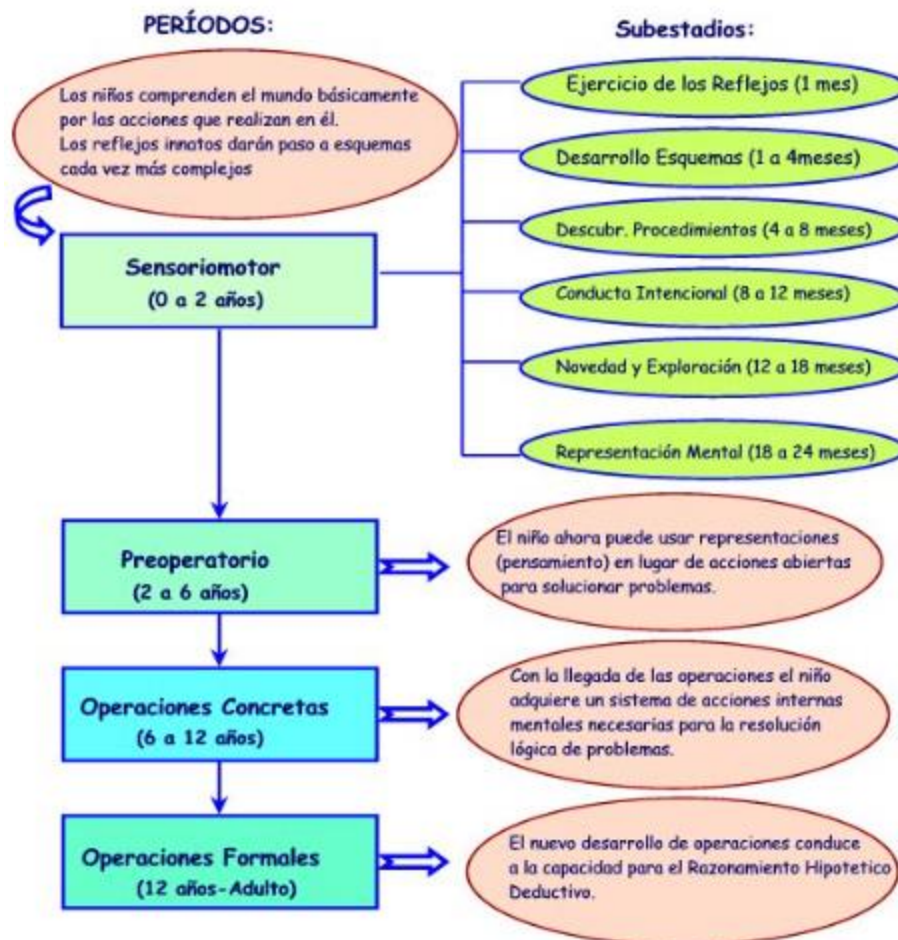 PERÍODOS:
Subestadios:
Los niños comprenden el mundo básicamente
por las acciones que realizan en él.
Los reflejos innatos darán paso a esquemas
cada vez más complejos
Sensoriomotor
(0 a 2 años)
Ejercicio de los Reflejos (1 mes)
Desarrollo Esquemas (1 a 4meses)
Descubr. Procedimientos (4 a 8 meses)
Conducta Intencional (8 a 12 meses)
Novedad y Exploración (12 a 18 meses)
Representación Mental (18 a 24 meses)
Preoperatorio
(2 a 6 años)
El niño ahora puede usar representaciones
(pensamiento) en lugar de acciones abiertas
para solucionar problemas.
Operaciones Concretas
(6 a 12 años)
Con la llegada de las operaciones el niño
adquiere un sistema de acciones internas
mentales necesarias para la resolución
lógica de problemas.
Operaciones Formales
(12 años-Adulto)
El nuevo desarrollo de operaciones conduce
a la capacidad para el Razonamiento Hipotetico
Deductivo.